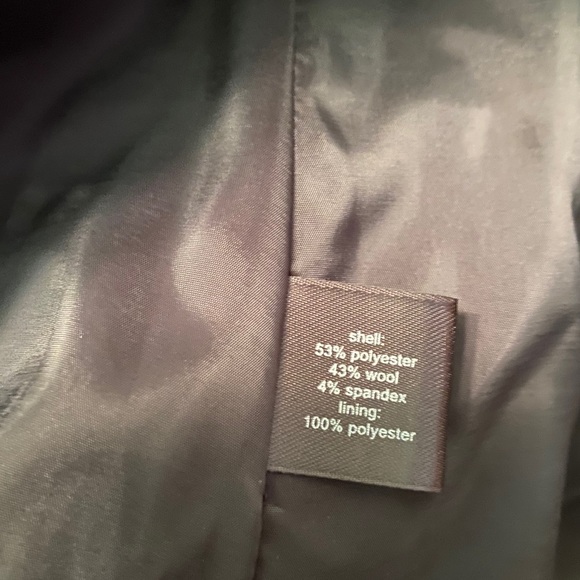 shell:
53% polyester
43% wool
4% spandex
lining:
100% polyester